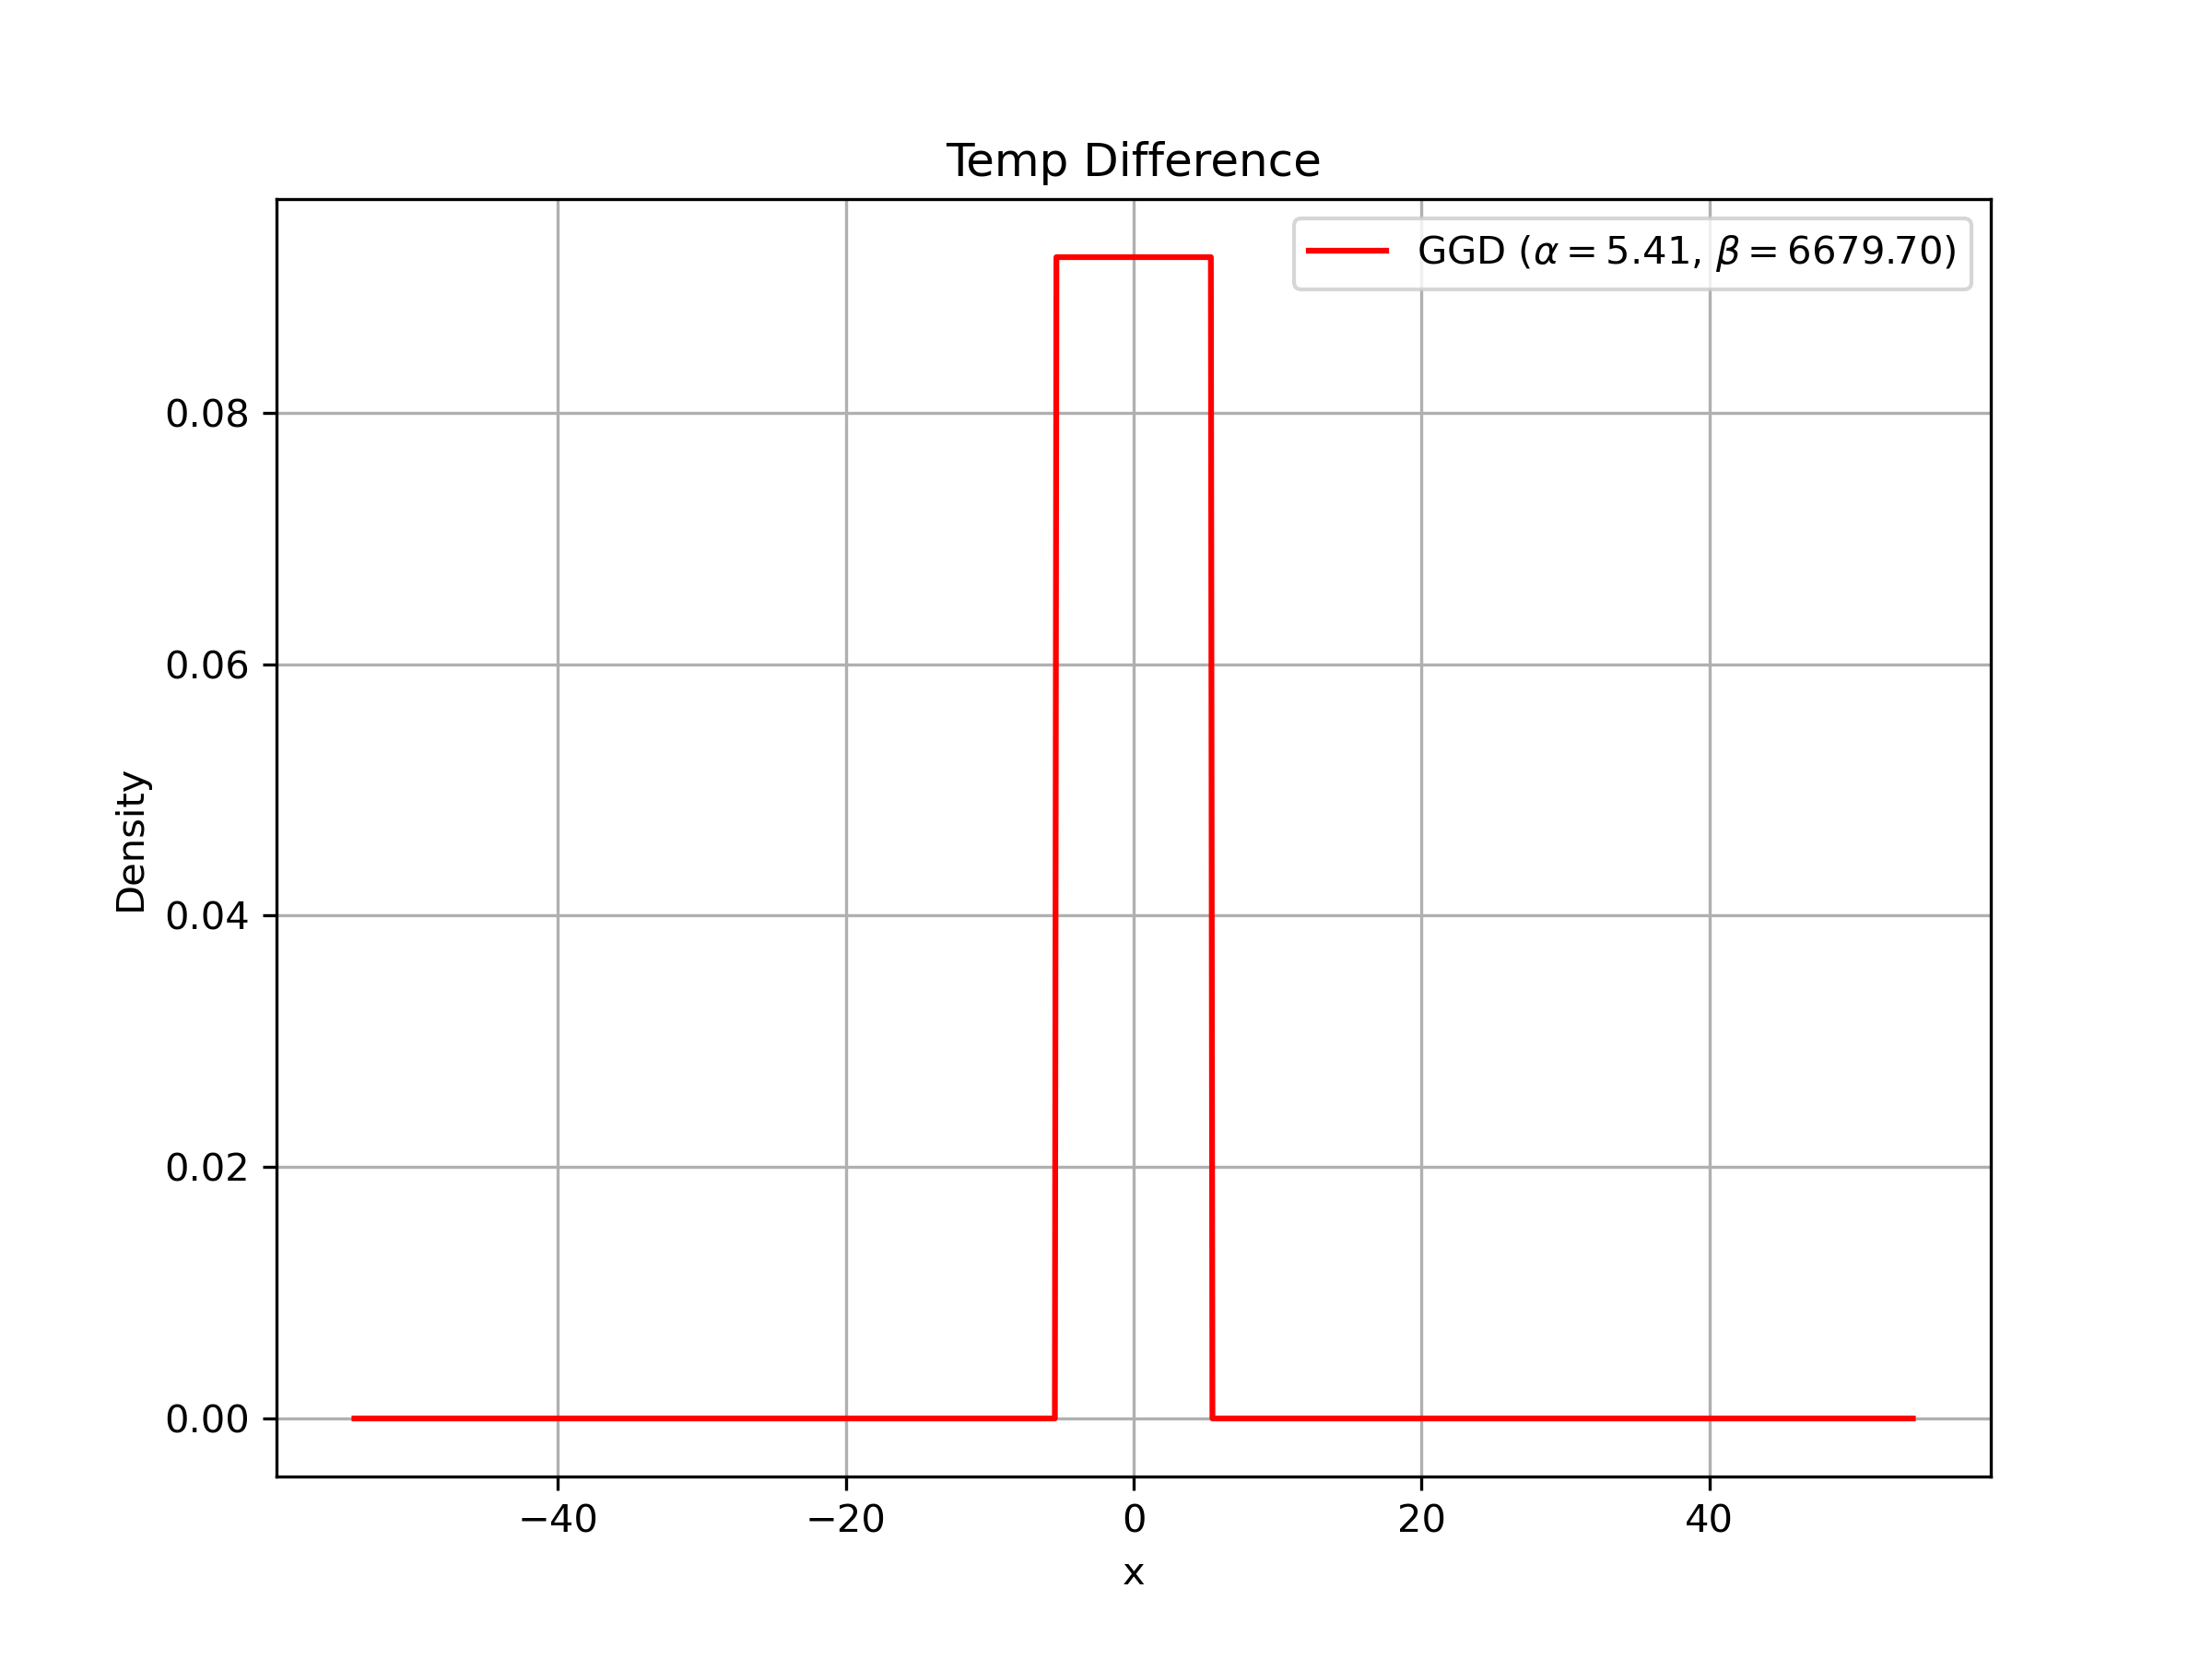 Temp Difference
GGD (α = 5.41, β = 6679.70)
0.08
0.06
0.04
0.02
0.00
Density
−40
−20
0
20
40
x